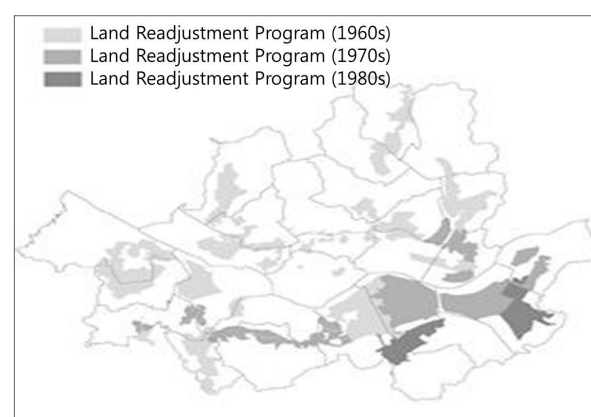 Land Readjustment Program (1960s)
Land Readjustment Program (1970s)
Land Readjustment Program (1980s)